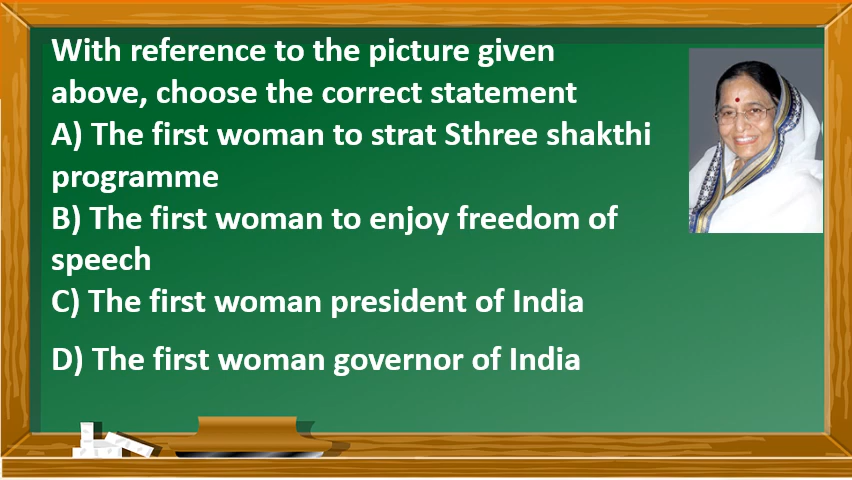 With reference to the picture given
above, choose the correct statement
A) The first woman to strat Sthree shakthi
programme
B) The first woman to enjoy freedom of
speech
C) The first woman president of India
D) The first woman governor of India